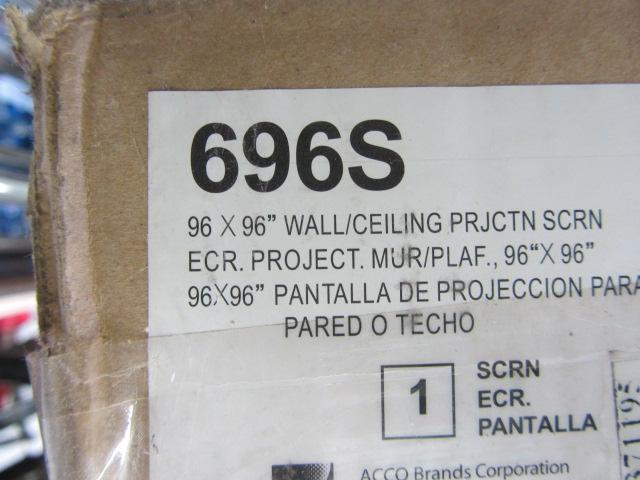 696S
96 X 96" WALL/CEILING PRJCTN SCRN
ECR. PROJECT. MUR/PLAF., 96"X 96"
96X96" PANTALLA DE PROJECCION PARA
PARED O TECHO
1
SCRN
ECR.
PANTALLA
ACCO Brands Corporation